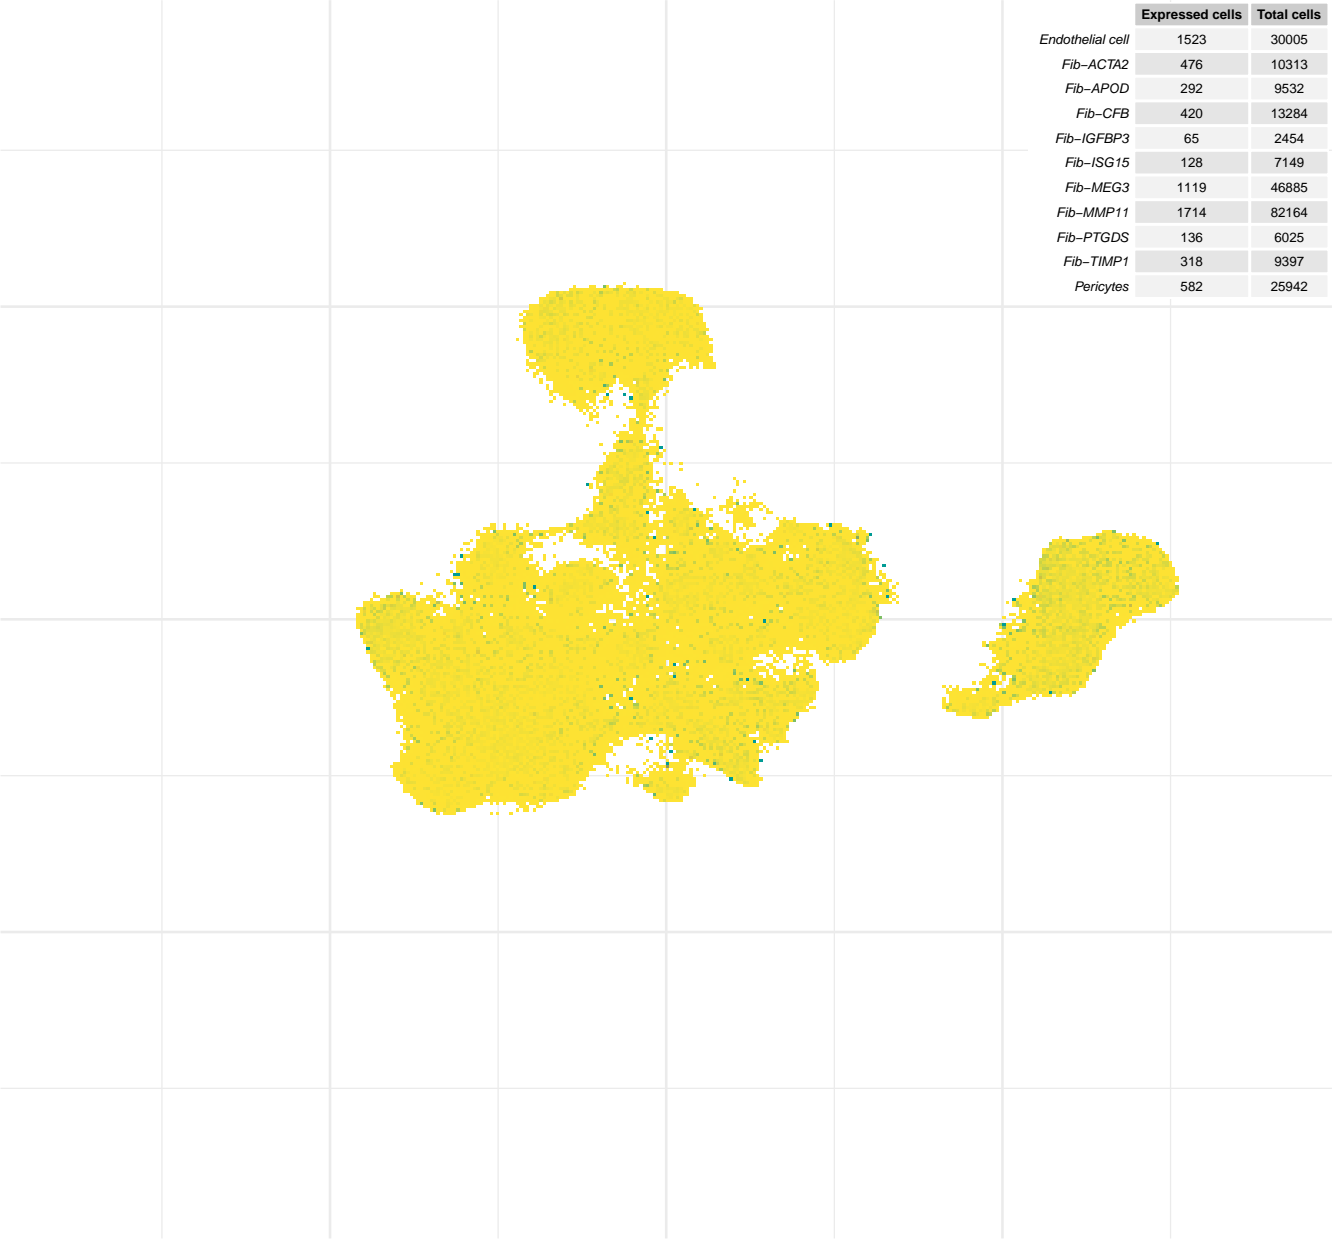 Expressed cells Total cells
Endothelial cell 1523 30005
Fib−ACTA2 476 10313
Fib−APOD 292 9532
Fib−CFB 420 13284
Fib−IGFBP3 65 2454
Fib−ISG15 128 7149
Fib−MEG3 1119 46885
Fib−MMP11 1714 82164
Fib−PTGDS 136 6025
Fib−TIMP1 318 9397
Pericytes 582 25942